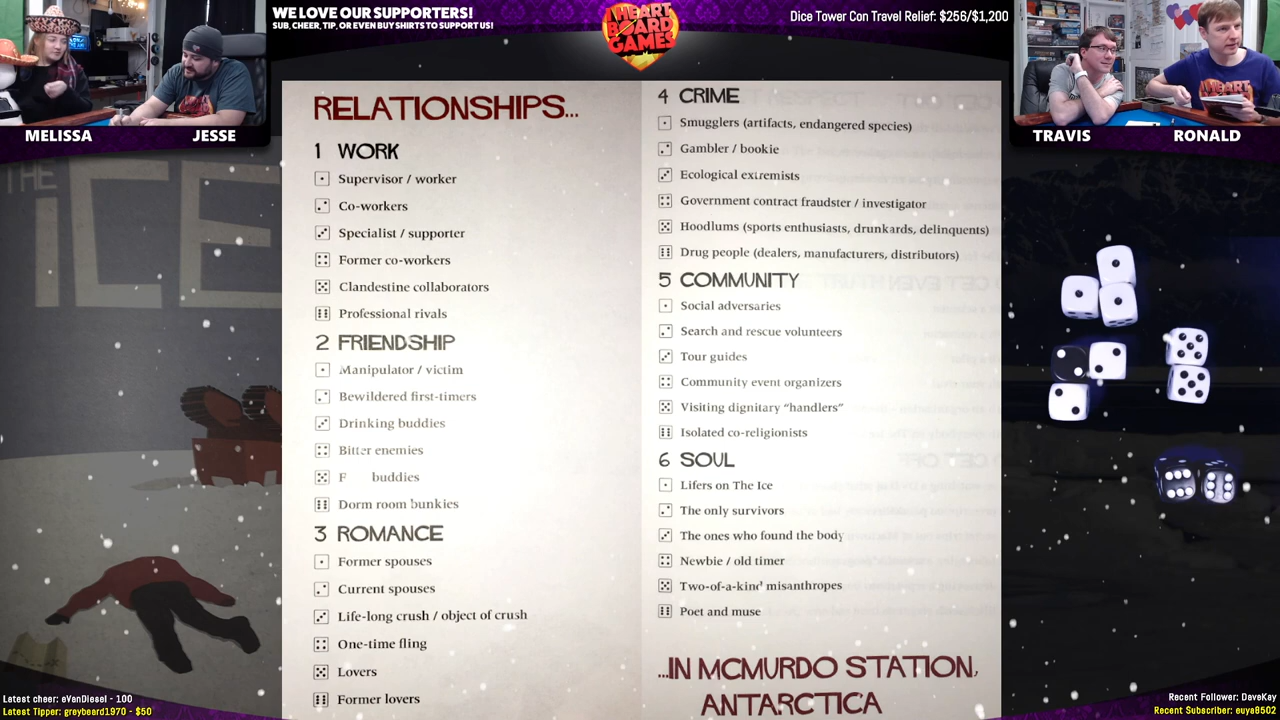 WE LOVE OUR SUPPORTERS!
SUB, CHEER, TIP, OR EVEN BUY SHIRTS TO SUPPORT US!
I HEART
BOARD
GAMES
Dice Tower Con Travel Relief: $256/$1,200
MELISSA
JESSE
TRAVIS
RONALD
THE
ICE
RELATIONSHIPS...
1 WORK
Supervisor / worker
Co-workers
Specialist / supporter
Former co-workers
Clandestine collaborators
Professional rivals
2 FRIENDSHIP
Manipulator / victim
Bewildered first-timers
Drinking buddies
Bitter enemies
F buddies
Dorm room bunkies
3 ROMANCE
Former spouses
Current spouses
Life-long crush / object of crush
One-time fling
Lovers
Former lovers
4 CRIME
Smugglers (artifacts, endangered species)
Gambler / bookie
Ecological extremists
Government contract fraudster / investigator
Hoodlums (sports enthusiasts, drunkards, delinquents)
Drug people (dealers, manufacturers, distributors)
5 COMMUNITY
Social adversaries
Search and rescue volunteers
Tour guides
Community event organizers
Visiting dignitary “handlers”
Isolated co-religionists
6 SOUL
Lifers on The Ice
The only survivors
The ones who found the body
Newbie / old timer
Two-of-a-kind misanthropes
Poet and muse
...IN MCMURDO STATION,
ANTARCTICA
Latest cheer: eVanDiesel - 100
Latest Tipper: greybeard1970 - $50
Recent Follower: DaveKay
Recent Subscriber: euye8502